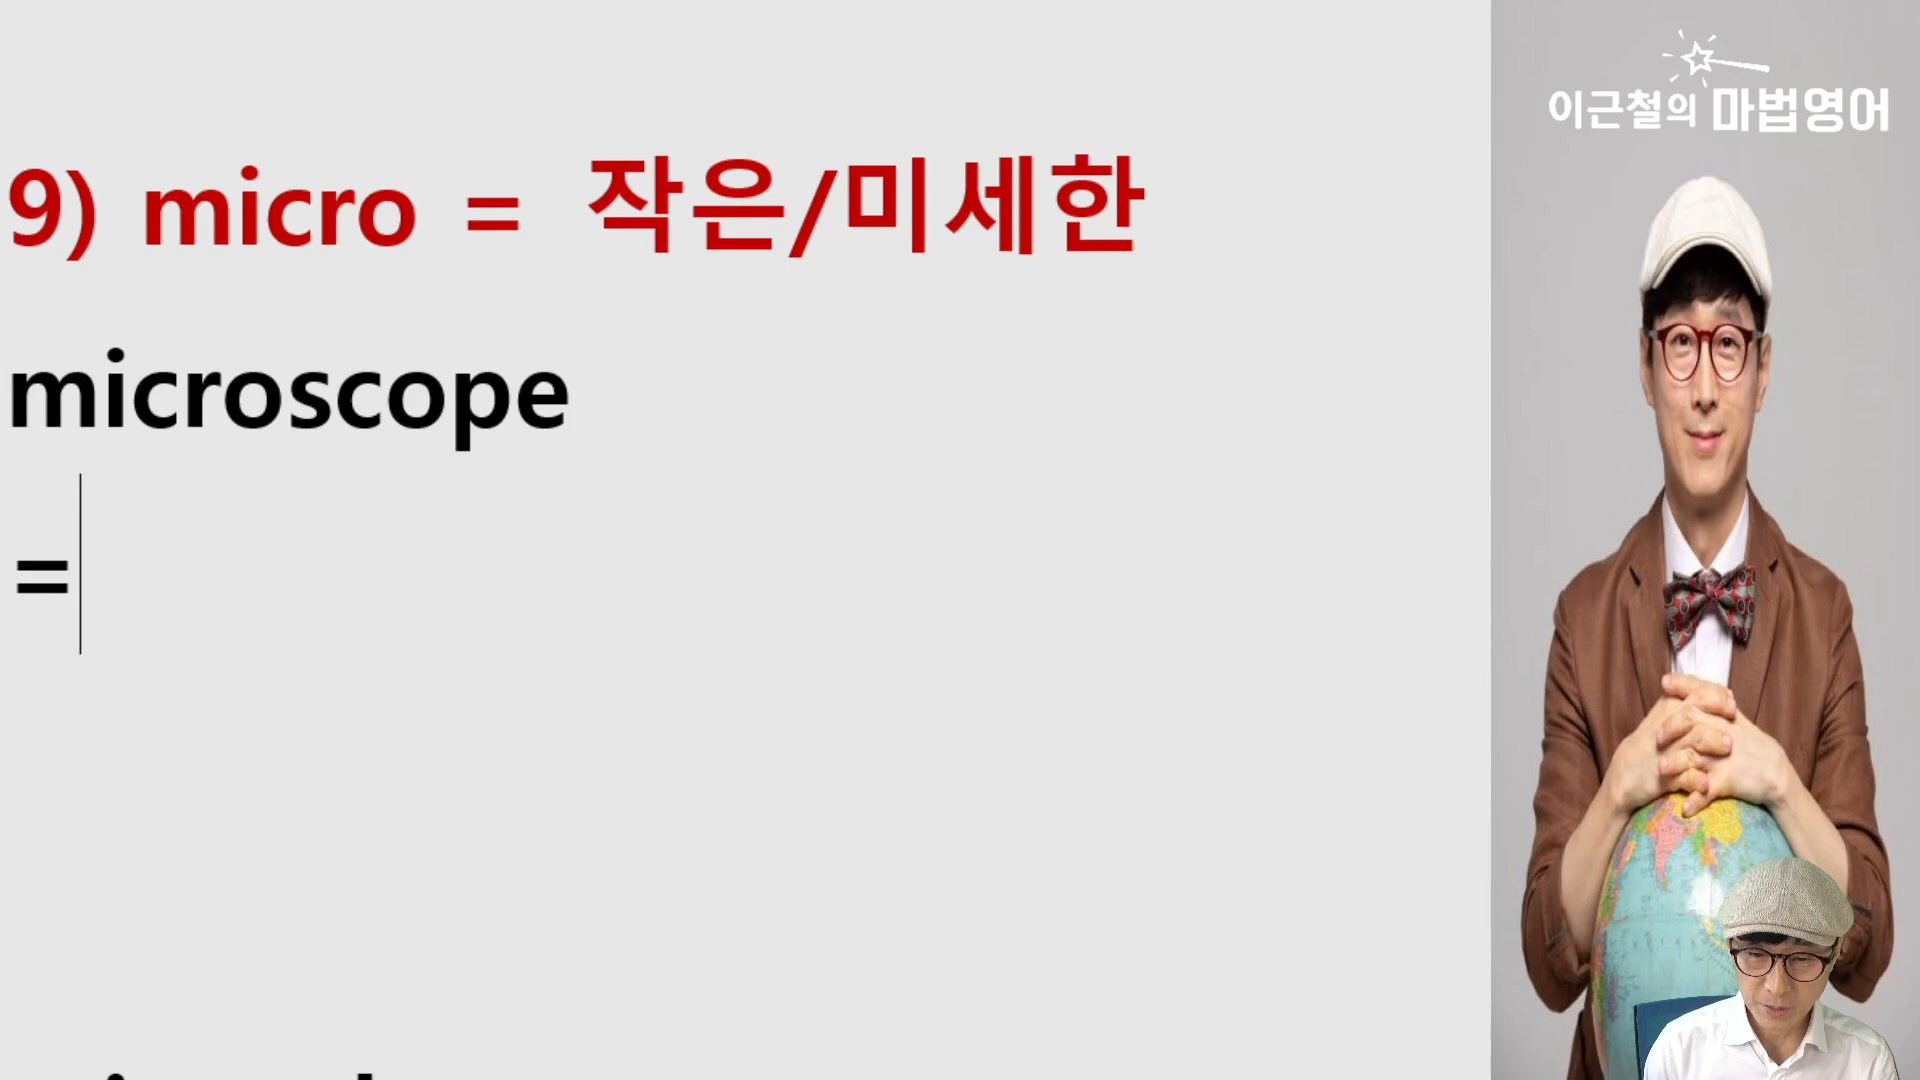 이근철의 마법영어
9) micro = 작은/미세한
microscope
=